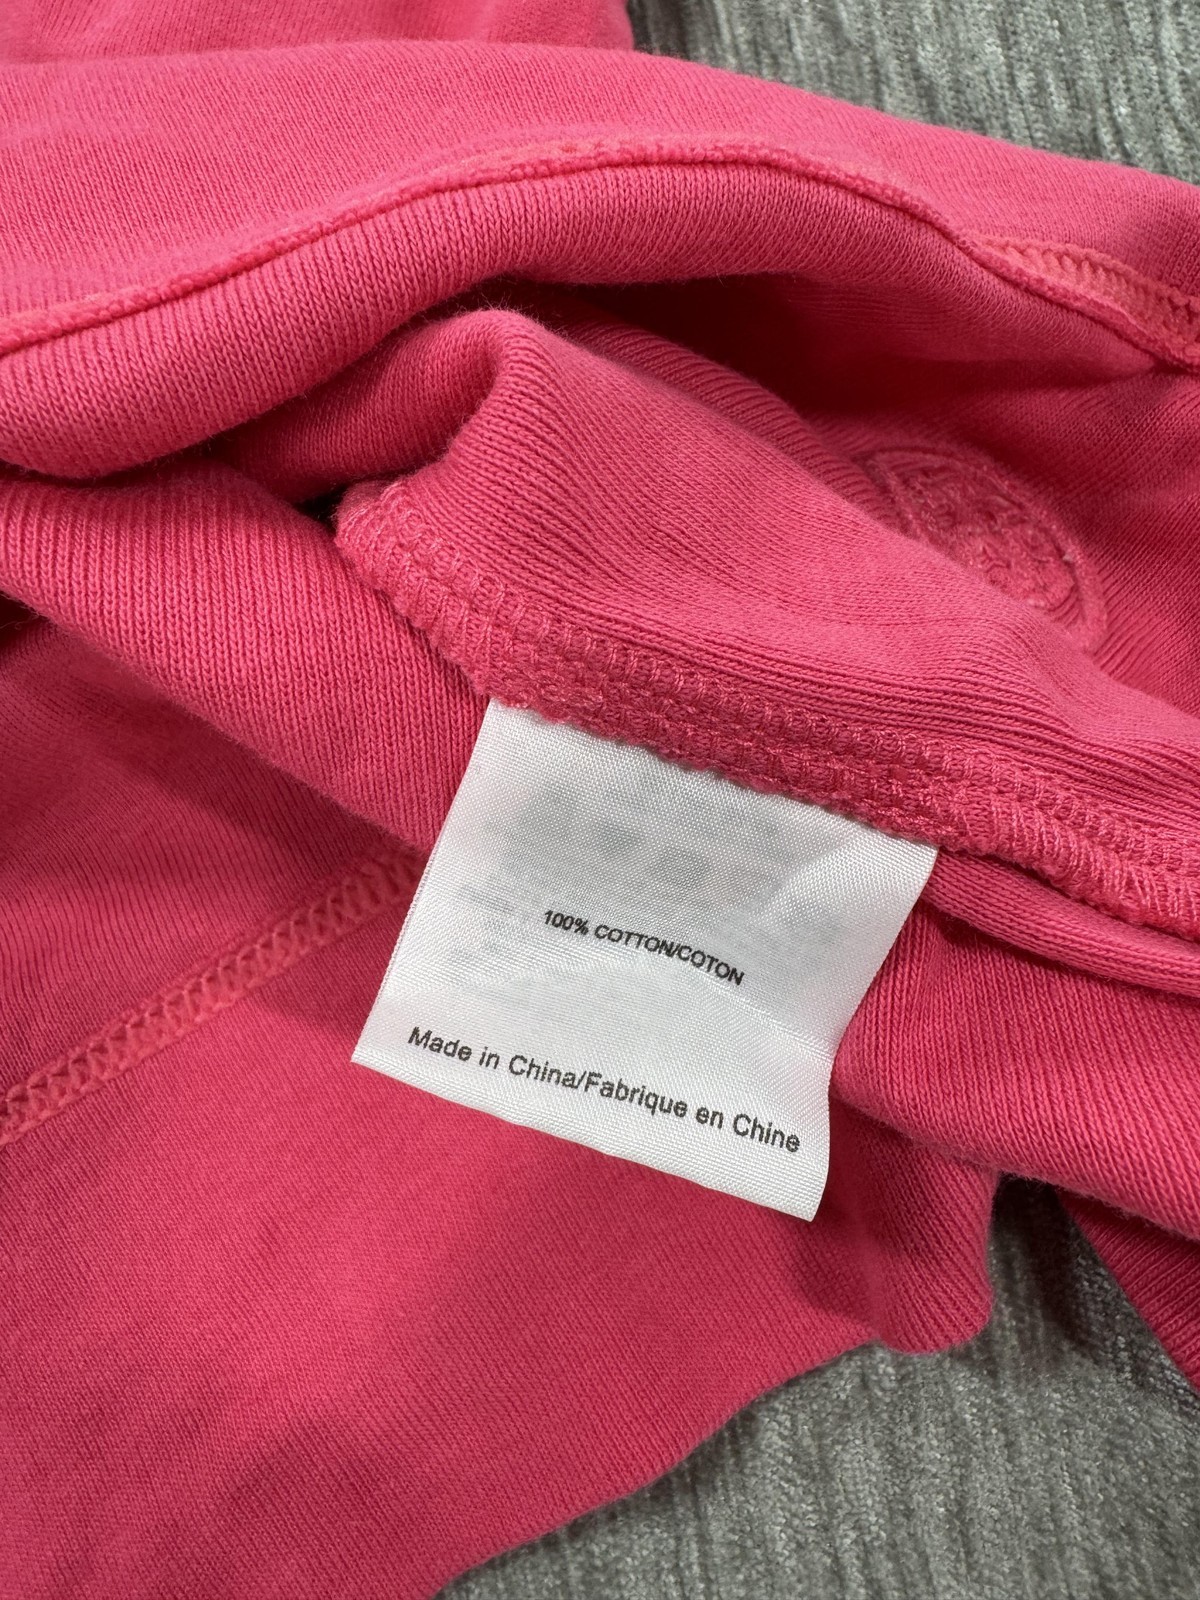 100% COTTON/COTON
Made in China/Fabrique en Chine